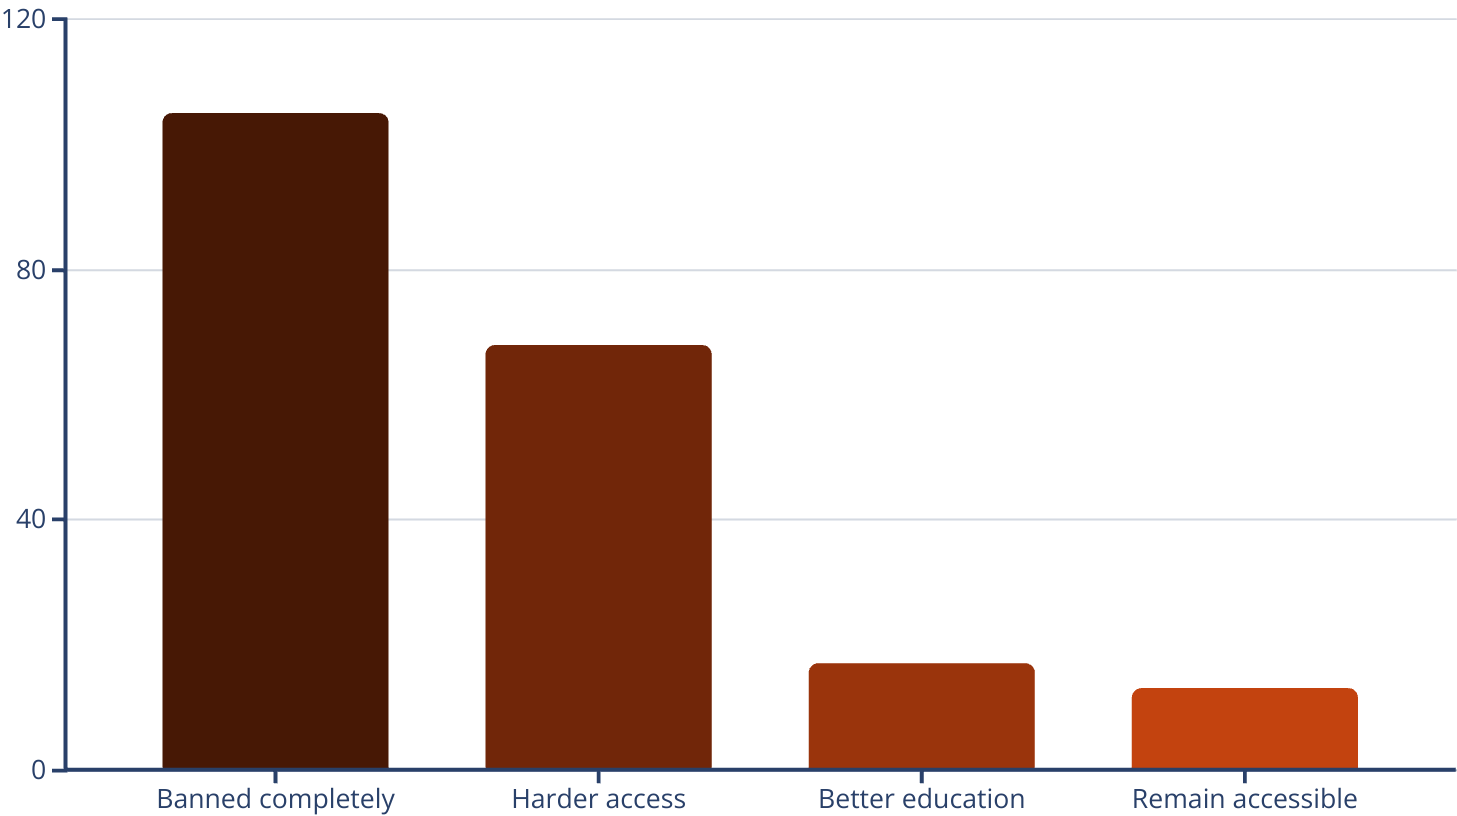 120
80
40
0
Banned completely
Harder access
Better education
Remain accessible